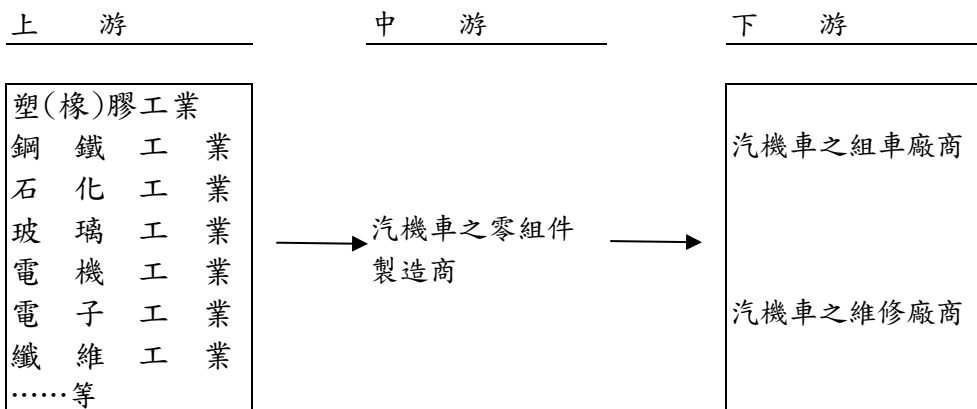 上游
中游
下游
塑(橡)膠工業
鋼鐵工業
石化工業
玻璃工業
電機工業
電子工業
纖維工業
……等
汽機車之零組件
製造商
汽機車之組車廠商
汽機車之維修廠商